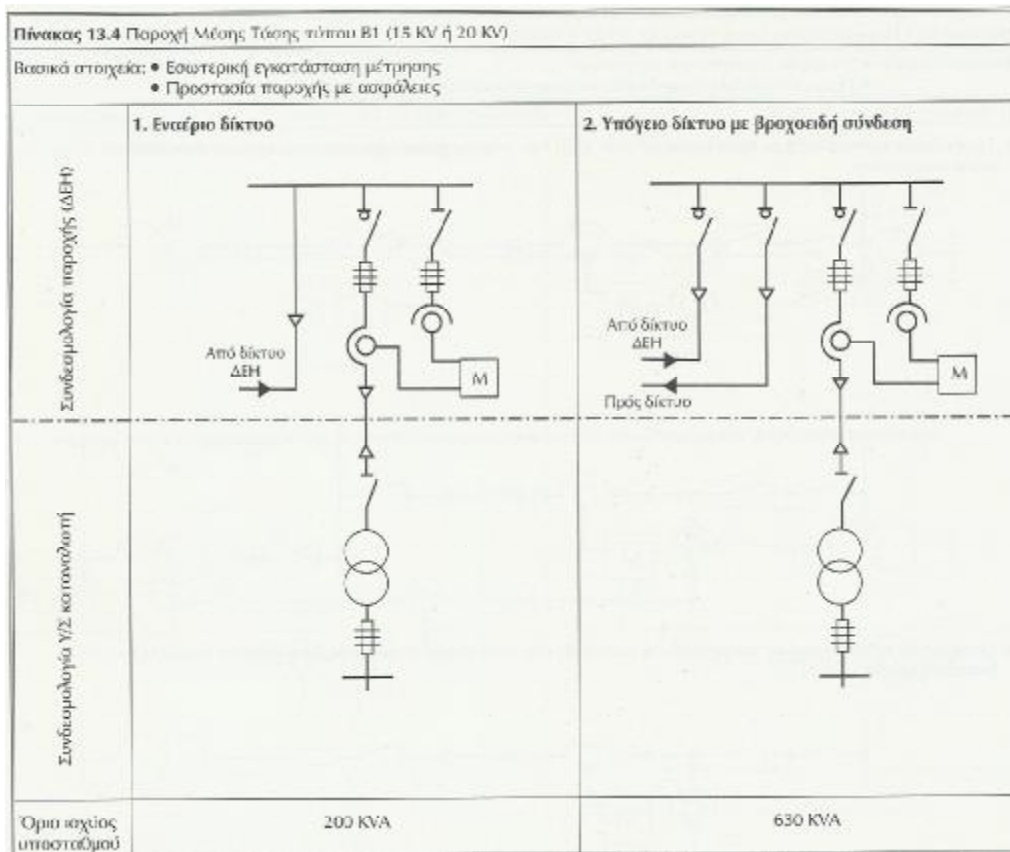 Πίνακας 13.4 Παροχή Μέσης Τάσης τύπου Β1 (15 KV ή 20 KV)
Βασικά στοιχεία: • Εσωτερική εγκατάσταση μέτρησης
• Προστασία παροχής με ασφάλειες
1. Εναέριο δίκτυο
2. Υπόγειο δίκτυο με βροχοειδή σύνδεση
Συνδεσμολογία παροχής (ΔΕΗ)
Από δίκτυο
ΔΕΗ
M
Από δίκτυο
ΔΕΗ
Πρός δίκτυο
M
Συνδεσμολογία Υ/Σ καταναλωτή
Όριο ισχύος
υποσταθμού
200 KVA
630 KVA